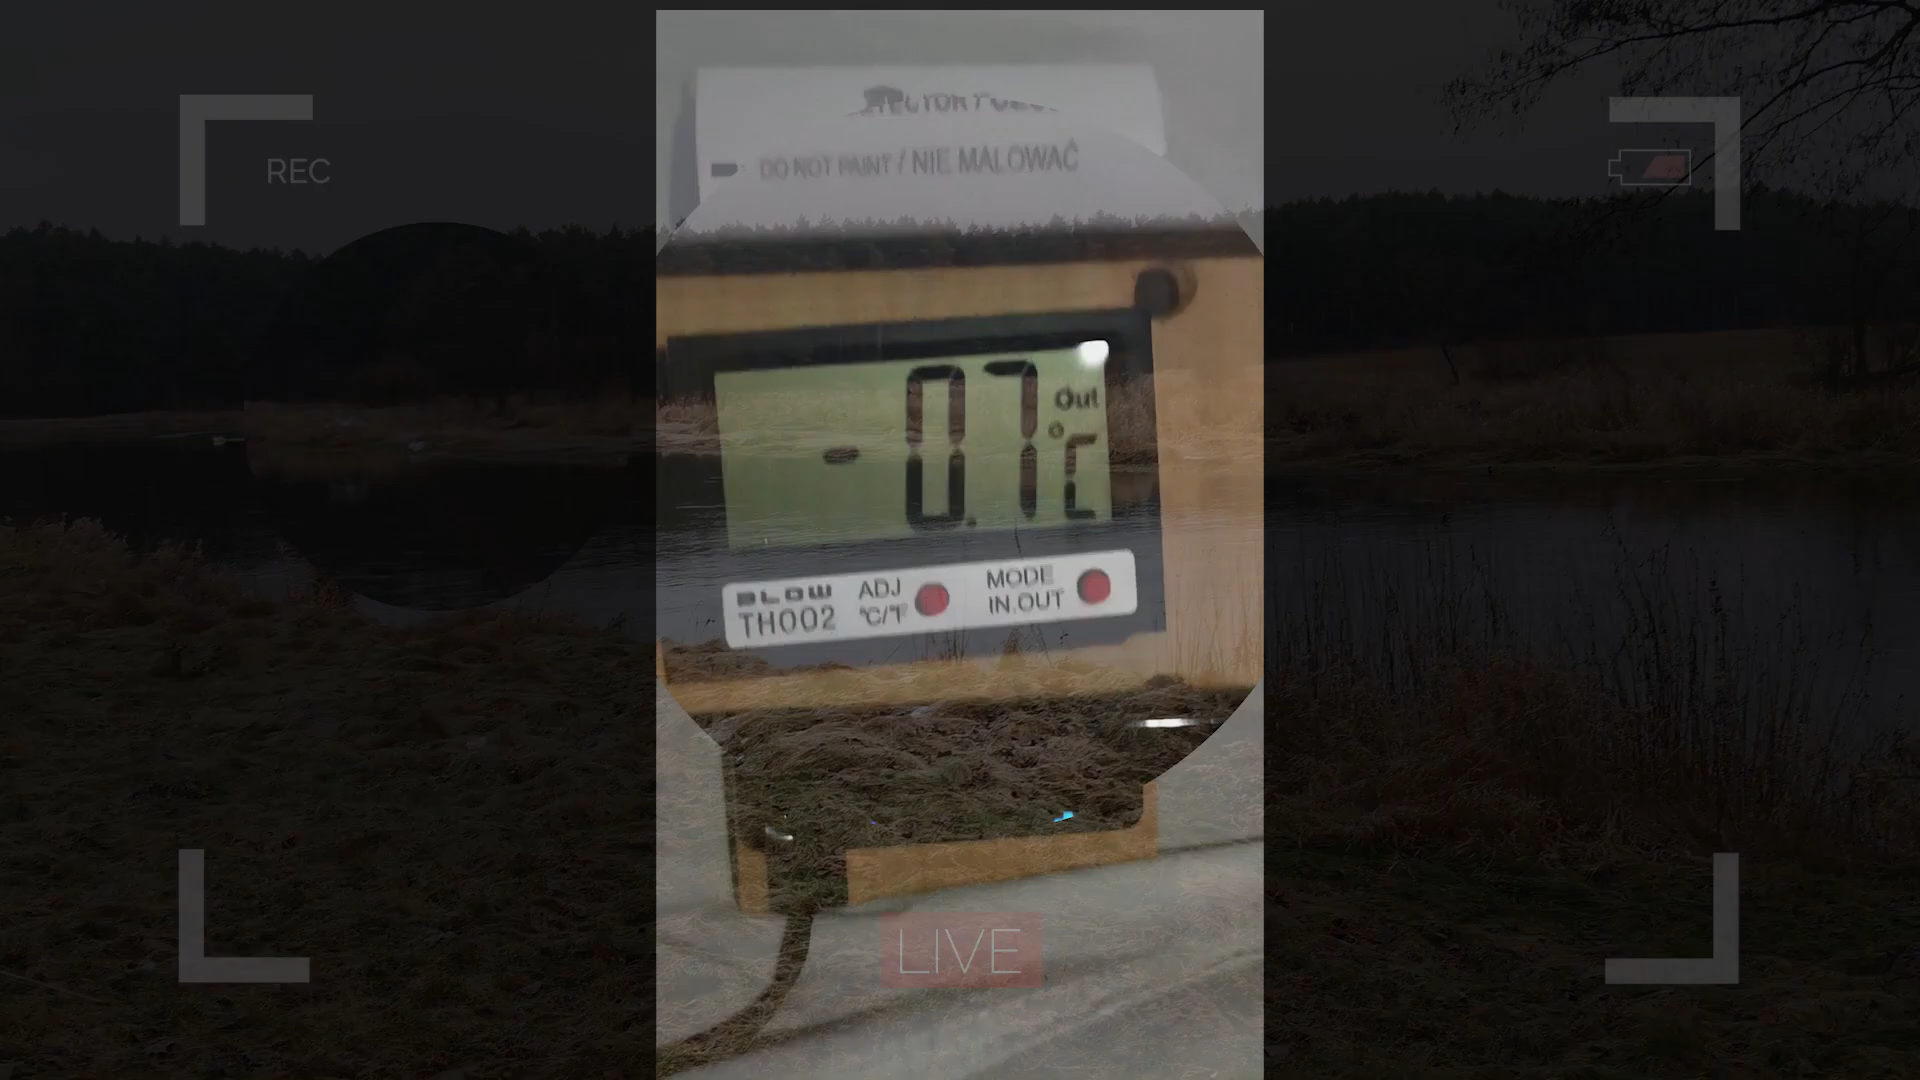 REC
DO NOT PAINT / NIE MALOWAĆ
-0.7 Out °C
BLOW TH002
ADJ °C/°F
MODE IN.OUT
LIVE